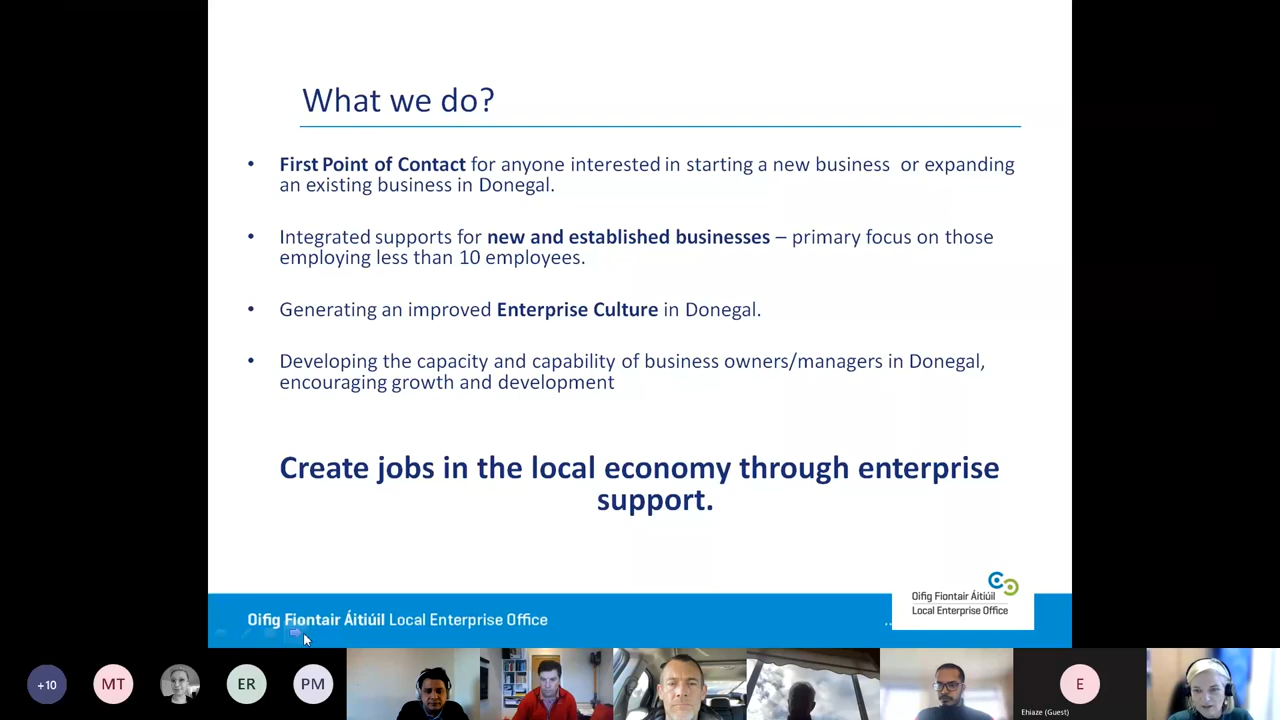 What we do?
• First Point of Contact for anyone interested in starting a new business or expanding
an existing business in Donegal.
• Integrated supports for new and established businesses – primary focus on those
employing less than 10 employees.
• Generating an improved Enterprise Culture in Donegal.
• Developing the capacity and capability of business owners/managers in Donegal,
encouraging growth and development
Create jobs in the local economy through enterprise
support.
Oifig Fiontair Áitiúil Local Enterprise Office
..
Oifig Fiontair Áitiúil
Local Enterprise Office
+10
MT
ER
PM
E
Ehiaze (Guest)